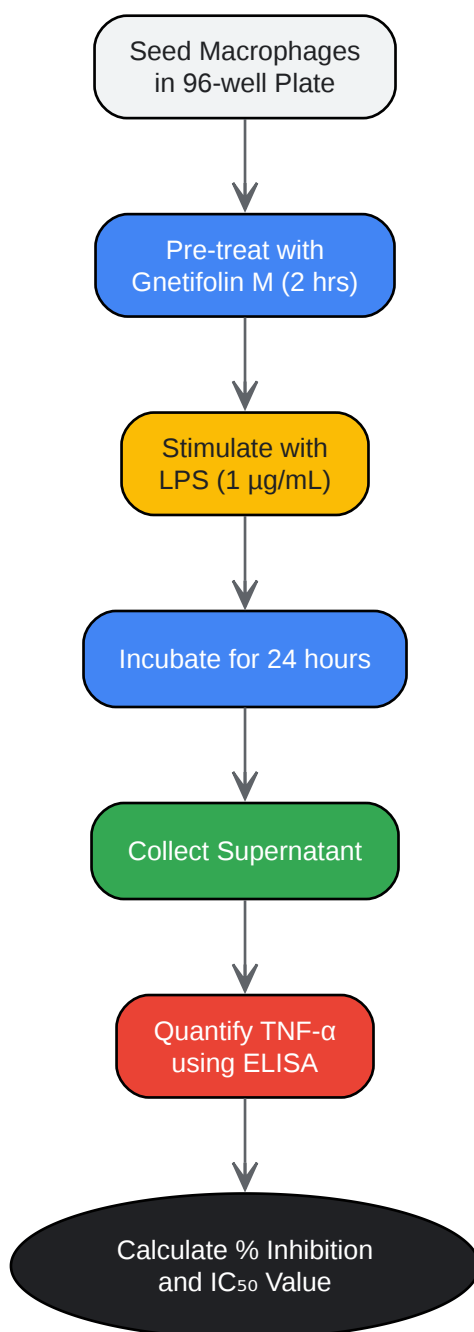 Seed Macrophages
in 96-well Plate
Pre-treat with
Gnetifolin M (2 hrs)
Stimulate with
LPS (1 µg/mL)
Incubate for 24 hours
Collect Supernatant
Quantify TNF-α
using ELISA
Calculate % Inhibition
and IC₅₀ Value